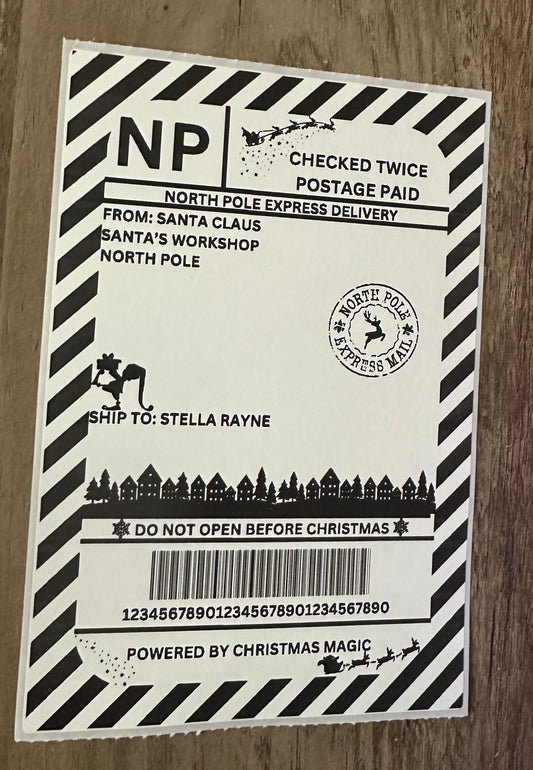 NP
CHECKED TWICE
POSTAGE PAID
NORTH POLE EXPRESS DELIVERY
FROM: SANTA CLAUS
SANTA'S WORKSHOP
NORTH POLE
NORTH POLE
EXPRESS MAIL
SHIP TO: STELLA RAYNE
DO NOT OPEN BEFORE CHRISTMAS
123456789012345678901234567890
POWERED BY CHRISTMAS MAGIC